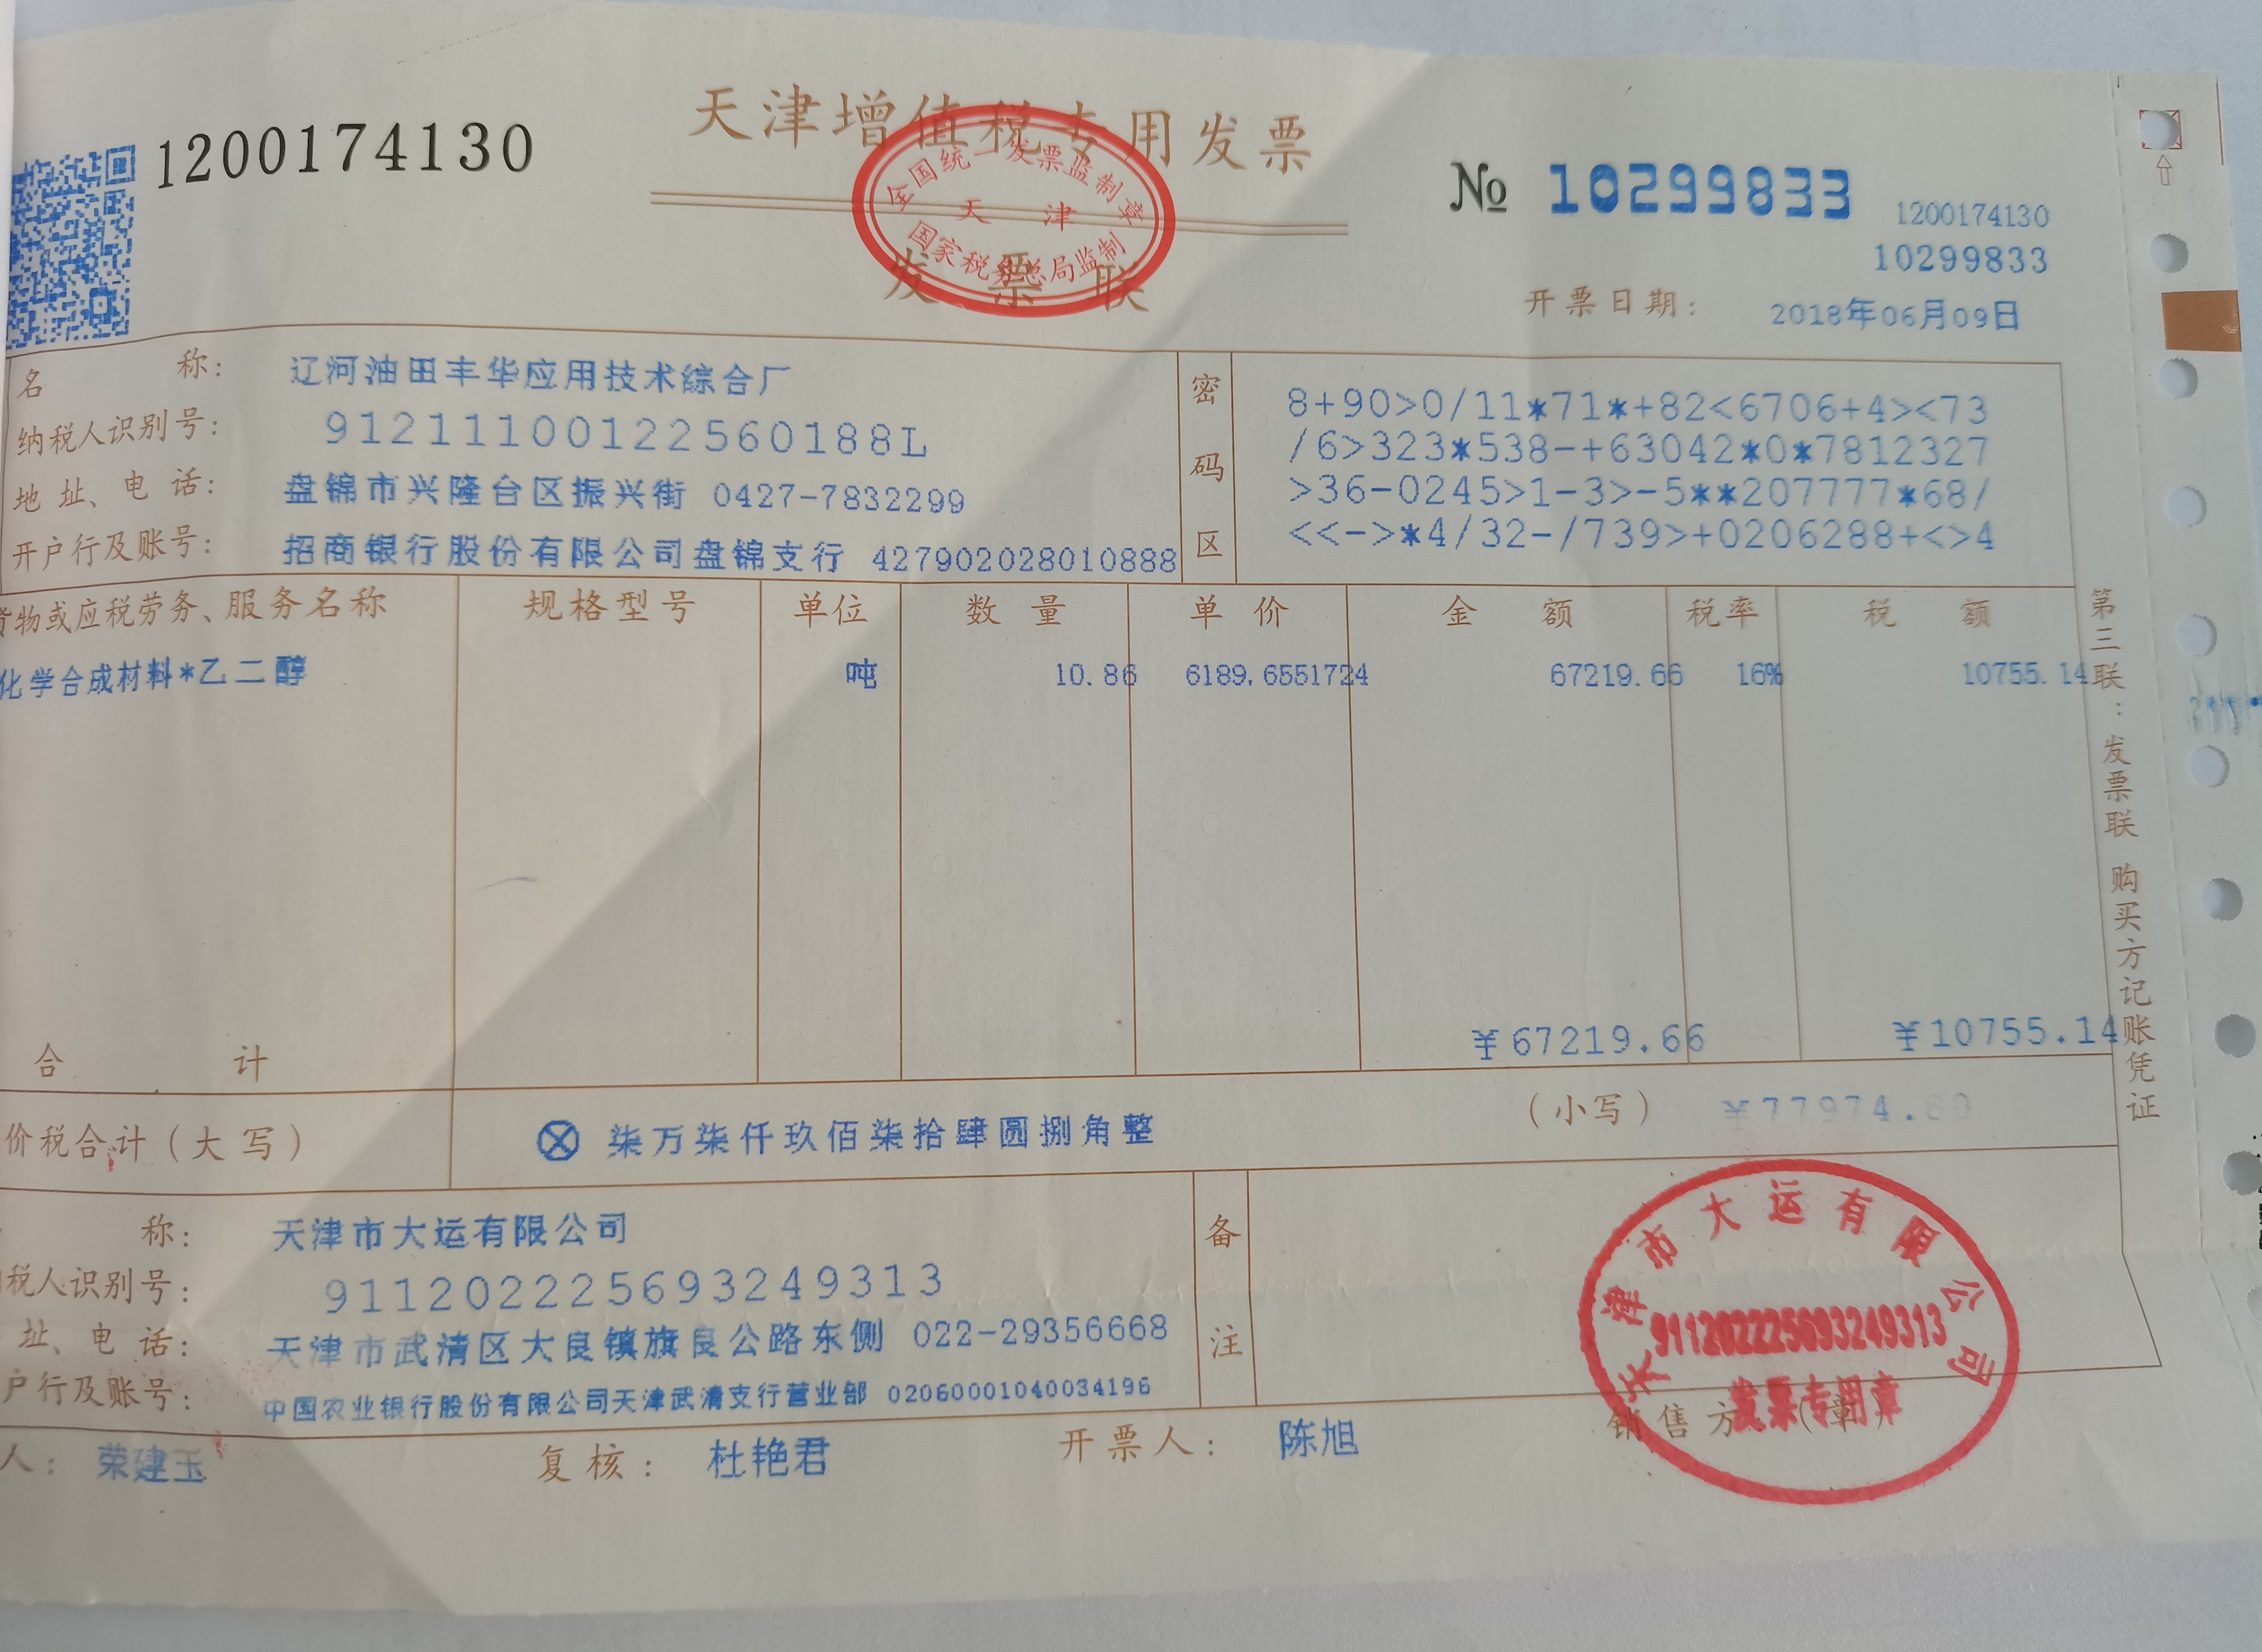 天津增值税专用发票
1200174130
№ 10299833
1200174130
10299833
全国统一发票监制章
天 津
国家税务总局监制
发 票 联
开票日期: 2018年06月09日
名 称: 辽河油田丰华应用技术综合厂
纳税人识别号: 91211100122560188L
地 址、电 话: 盘锦市兴隆台区振兴街 0427-7832299
开户行及账号: 招商银行股份有限公司盘锦支行 427902028010888
密码区
8+90>0/11*71*+82<6706+4><73
/6>323*538-+63042*0*7812327
>36-0245>1-3>-5**207777*68/
<<->*4/32-/739>+0206288+<>4
货物或应税劳务、服务名称 规格型号 单位 数 量 单 价 金 额 税率 税 额
化学合成材料*乙二醇 吨 10.86 6189.6551724 67219.66 16% 10755.14
合 计 ¥67219.66 ¥10755.14
价税合计(大写) ⊗ 柒万柒仟玖佰柒拾肆圆捌角整 (小写) ¥77974.80
称: 天津市大运有限公司
税人识别号: 911202225693249313
址、电 话: 天津市武清区大良镇旗良公路东侧 022-29356668
户行及账号: 中国农业银行股份有限公司天津武清支行营业部 02060001040034196
备注
人: 荣建玉 复核: 杜艳君 开票人: 陈旭 销售方:(章)
天津市大运有限公司
911202225693249313
发票专用章
第三联:发票联 购买方记账凭证